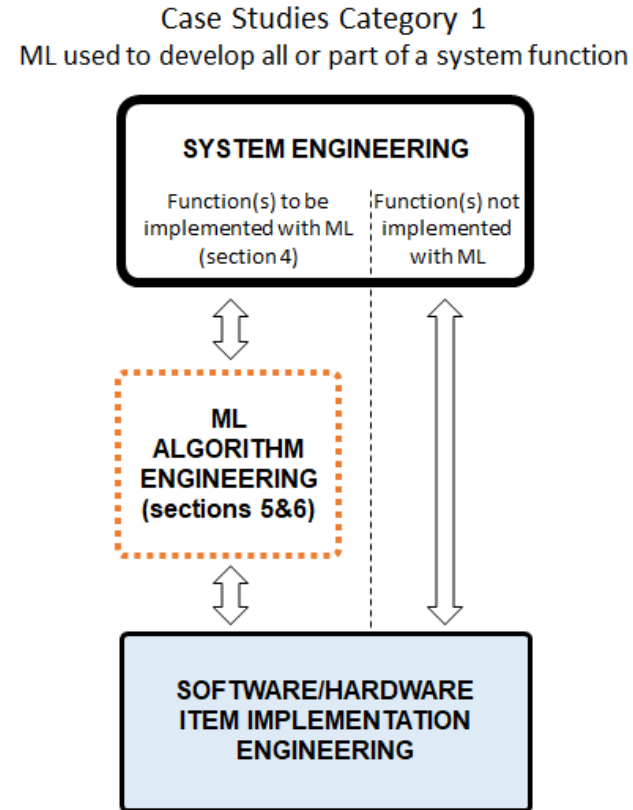 Case Studies Category 1
ML used to develop all or part of a system function
SYSTEM ENGINEERING
Function(s) to be
implemented with ML
(section 4)
Function(s) not
implemented
with ML
ML
ALGORITHM
ENGINEERING
(sections 5&6)
SOFTWARE/HARDWARE
ITEM IMPLEMENTATION
ENGINEERING